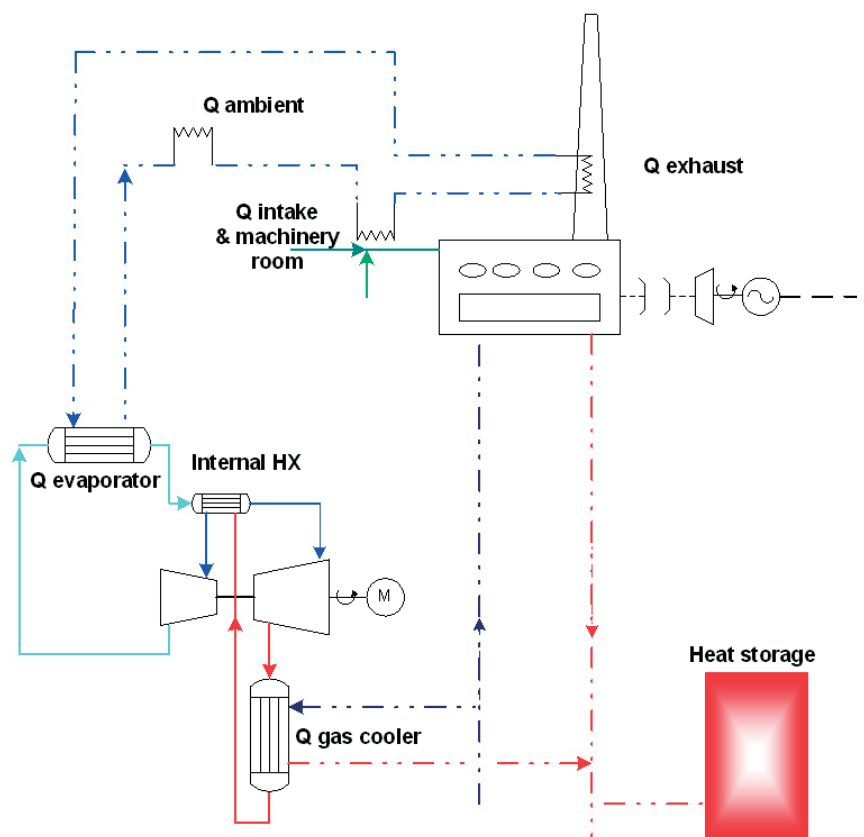 Q ambient
Q exhaust
Q intake
& machinery
room
Internal HX
Q evaporator
M
Heat storage
Q gas cooler